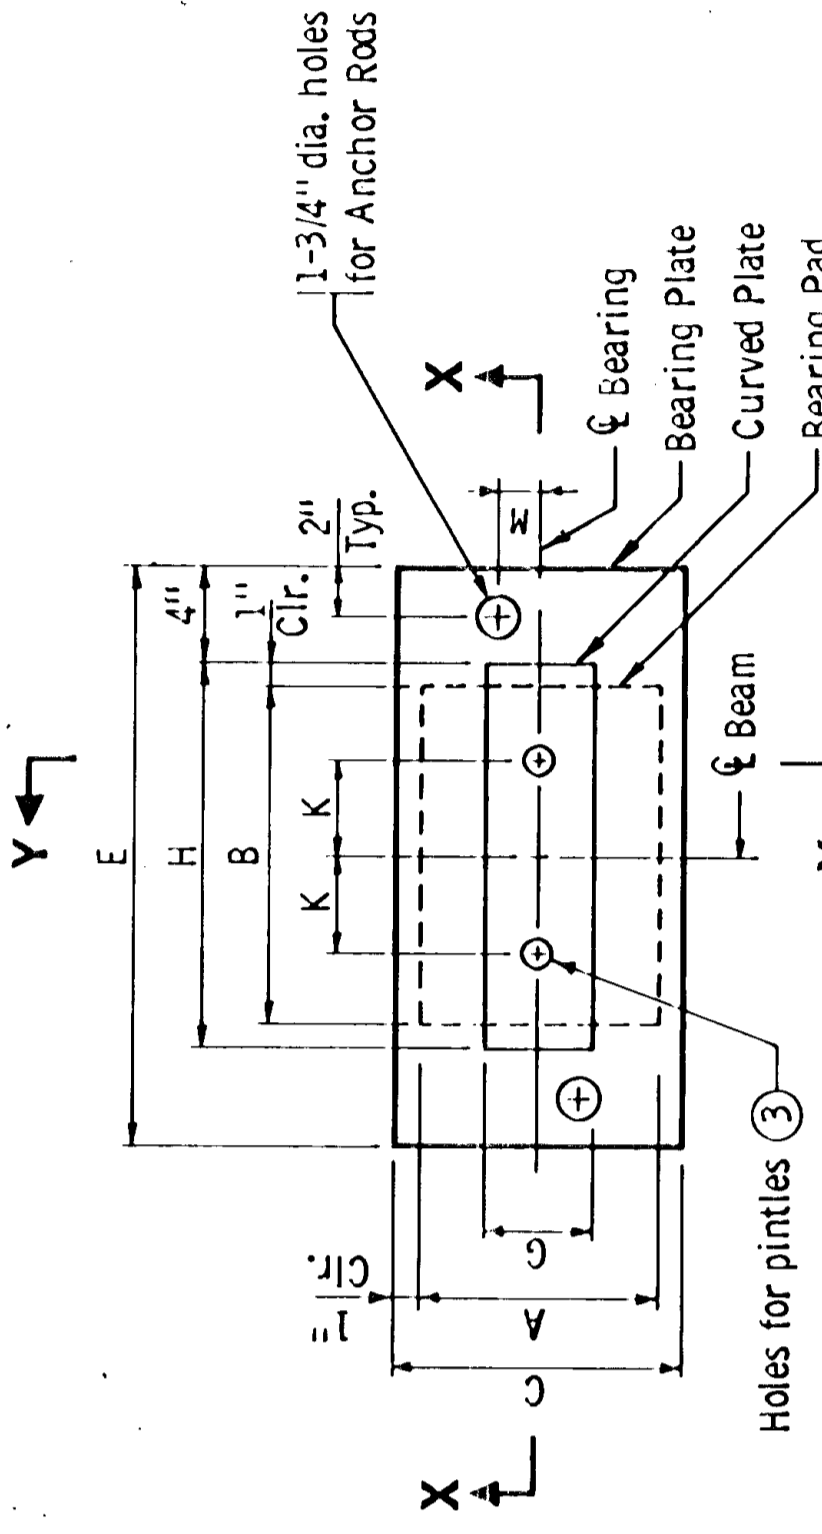 1-3/4" dia. holes
for Anchor Rods
Y
E
H
B
K
K
4"
1"
Clr.
2"
Typ.
M
X
℄ Bearing
Bearing Plate
Curved Plate
Bearing Pad
℄ Beam
1"
Clr.
G
A
C
X
Holes for pintles 3